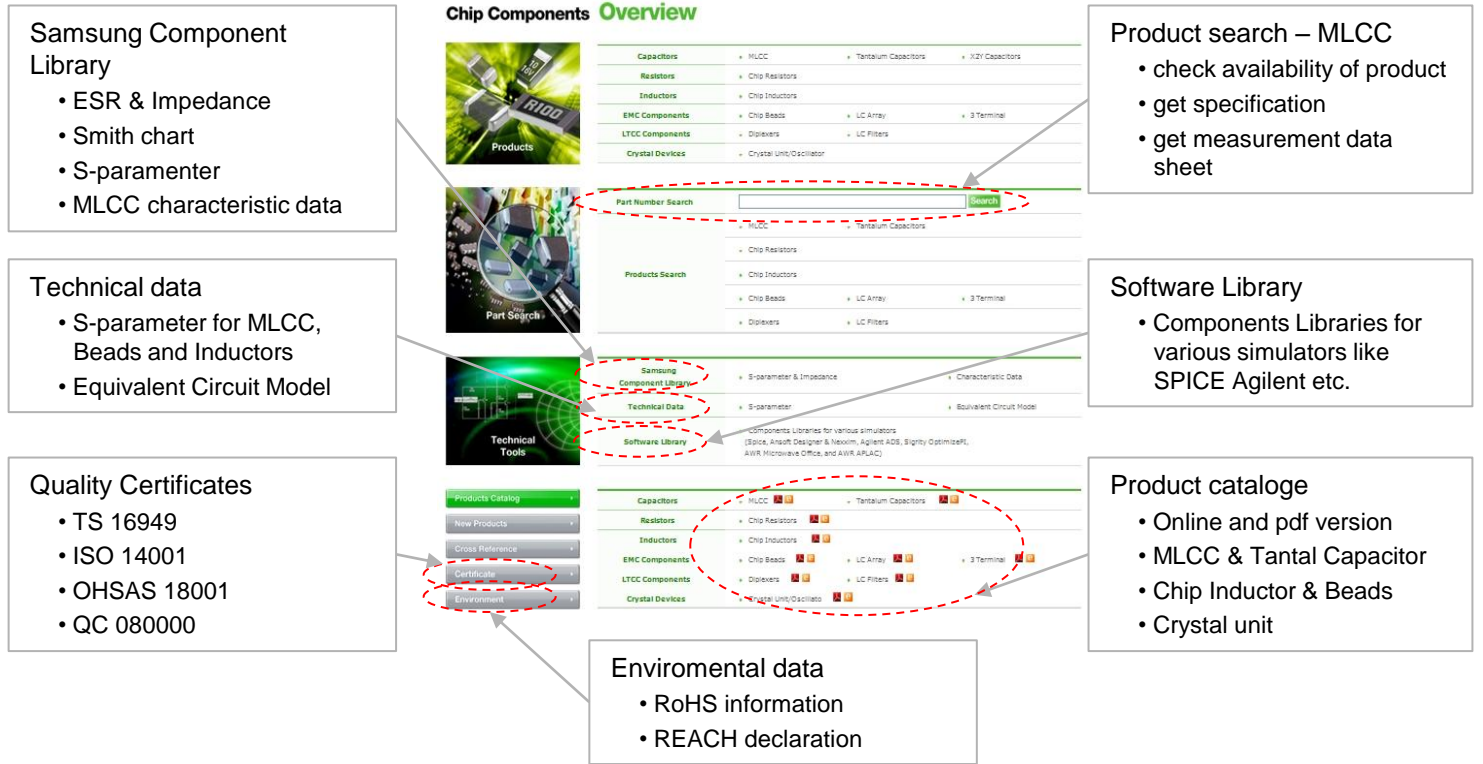 Chip Components Overview
Samsung Component
Library
• ESR & Impedance
• Smith chart
• S-paramenter
• MLCC characteristic data
Technical data
• S-parameter for MLCC,
Beads and Inductors
• Equivalent Circuit Model
Quality Certificates
• TS 16949
• ISO 14001
• OHSAS 18001
• QC 080000
Products
Capacitors MLCC Tantalum Capacitors X2Y Capacitors
Resistors Chip Resistors
Inductors Chip Inductors
EMC Components Chip Beads LC Array 3 Terminal
LTCC Components Diplexers LC Filters
Crystal Devices Crystal Unit/Oscillator
10
16V
R100
Part Search
Part Number Search Search
MLCC Tantalum Capacitors
Chip Resistors
Products Search Chip Inductors
Chip Beads LC Array 3 Terminal
Diplexers LC Filters
Technical
Tools
Samsung
Component Library S-parameter & Impedance Characteristic Data
Technical Data S-parameter Equivalent Circuit Model
Software Library Components Libraries for various simulators
(Spice, Ansoft Designer & Nexxim, Agilent ADS, Sigrity OptimizePI,
AWR Microwave Office, and AWR APLAC)
Products Catalog
New Products
Cross Reference
Certificate
Environment
Capacitors MLCC Tantalum Capacitors
Resistors Chip Resistors
Inductors Chip Inductors
EMC Components Chip Beads LC Array 3 Terminal
LTCC Components Diplexers LC Filters
Crystal Devices Crystal Unit/Oscillato
Product search – MLCC
• check availability of product
• get specification
• get measurement data
sheet
Software Library
• Components Libraries for
various simulators like
SPICE Agilent etc.
Product cataloge
• Online and pdf version
• MLCC & Tantal Capacitor
• Chip Inductor & Beads
• Crystal unit
Enviromental data
• RoHS information
• REACH declaration